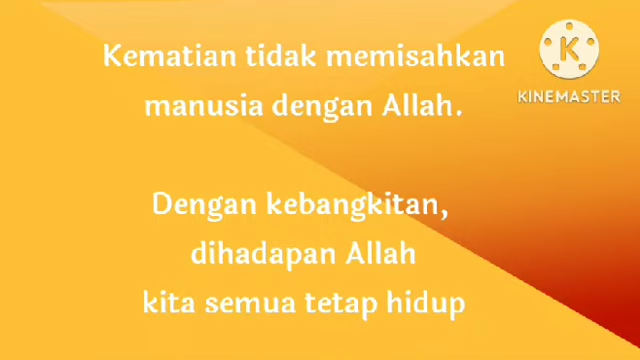 Kematian tidak memisahkan
manusia dengan Allah.
KINEMASTER
Dengan kebangkitan,
dihadapan Allah
kita semua tetap hidup